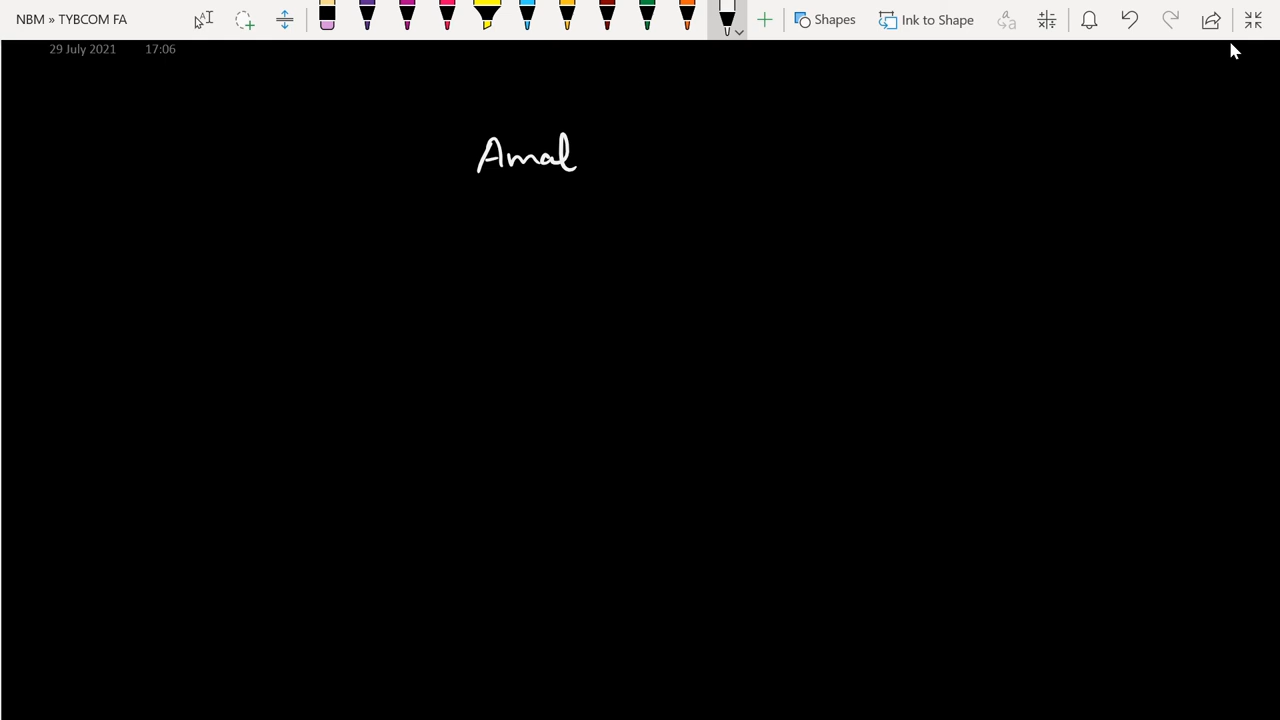 NBM » TYBCOM FA
Shapes
Ink to Shape
29 July 2021 17:06
Amal